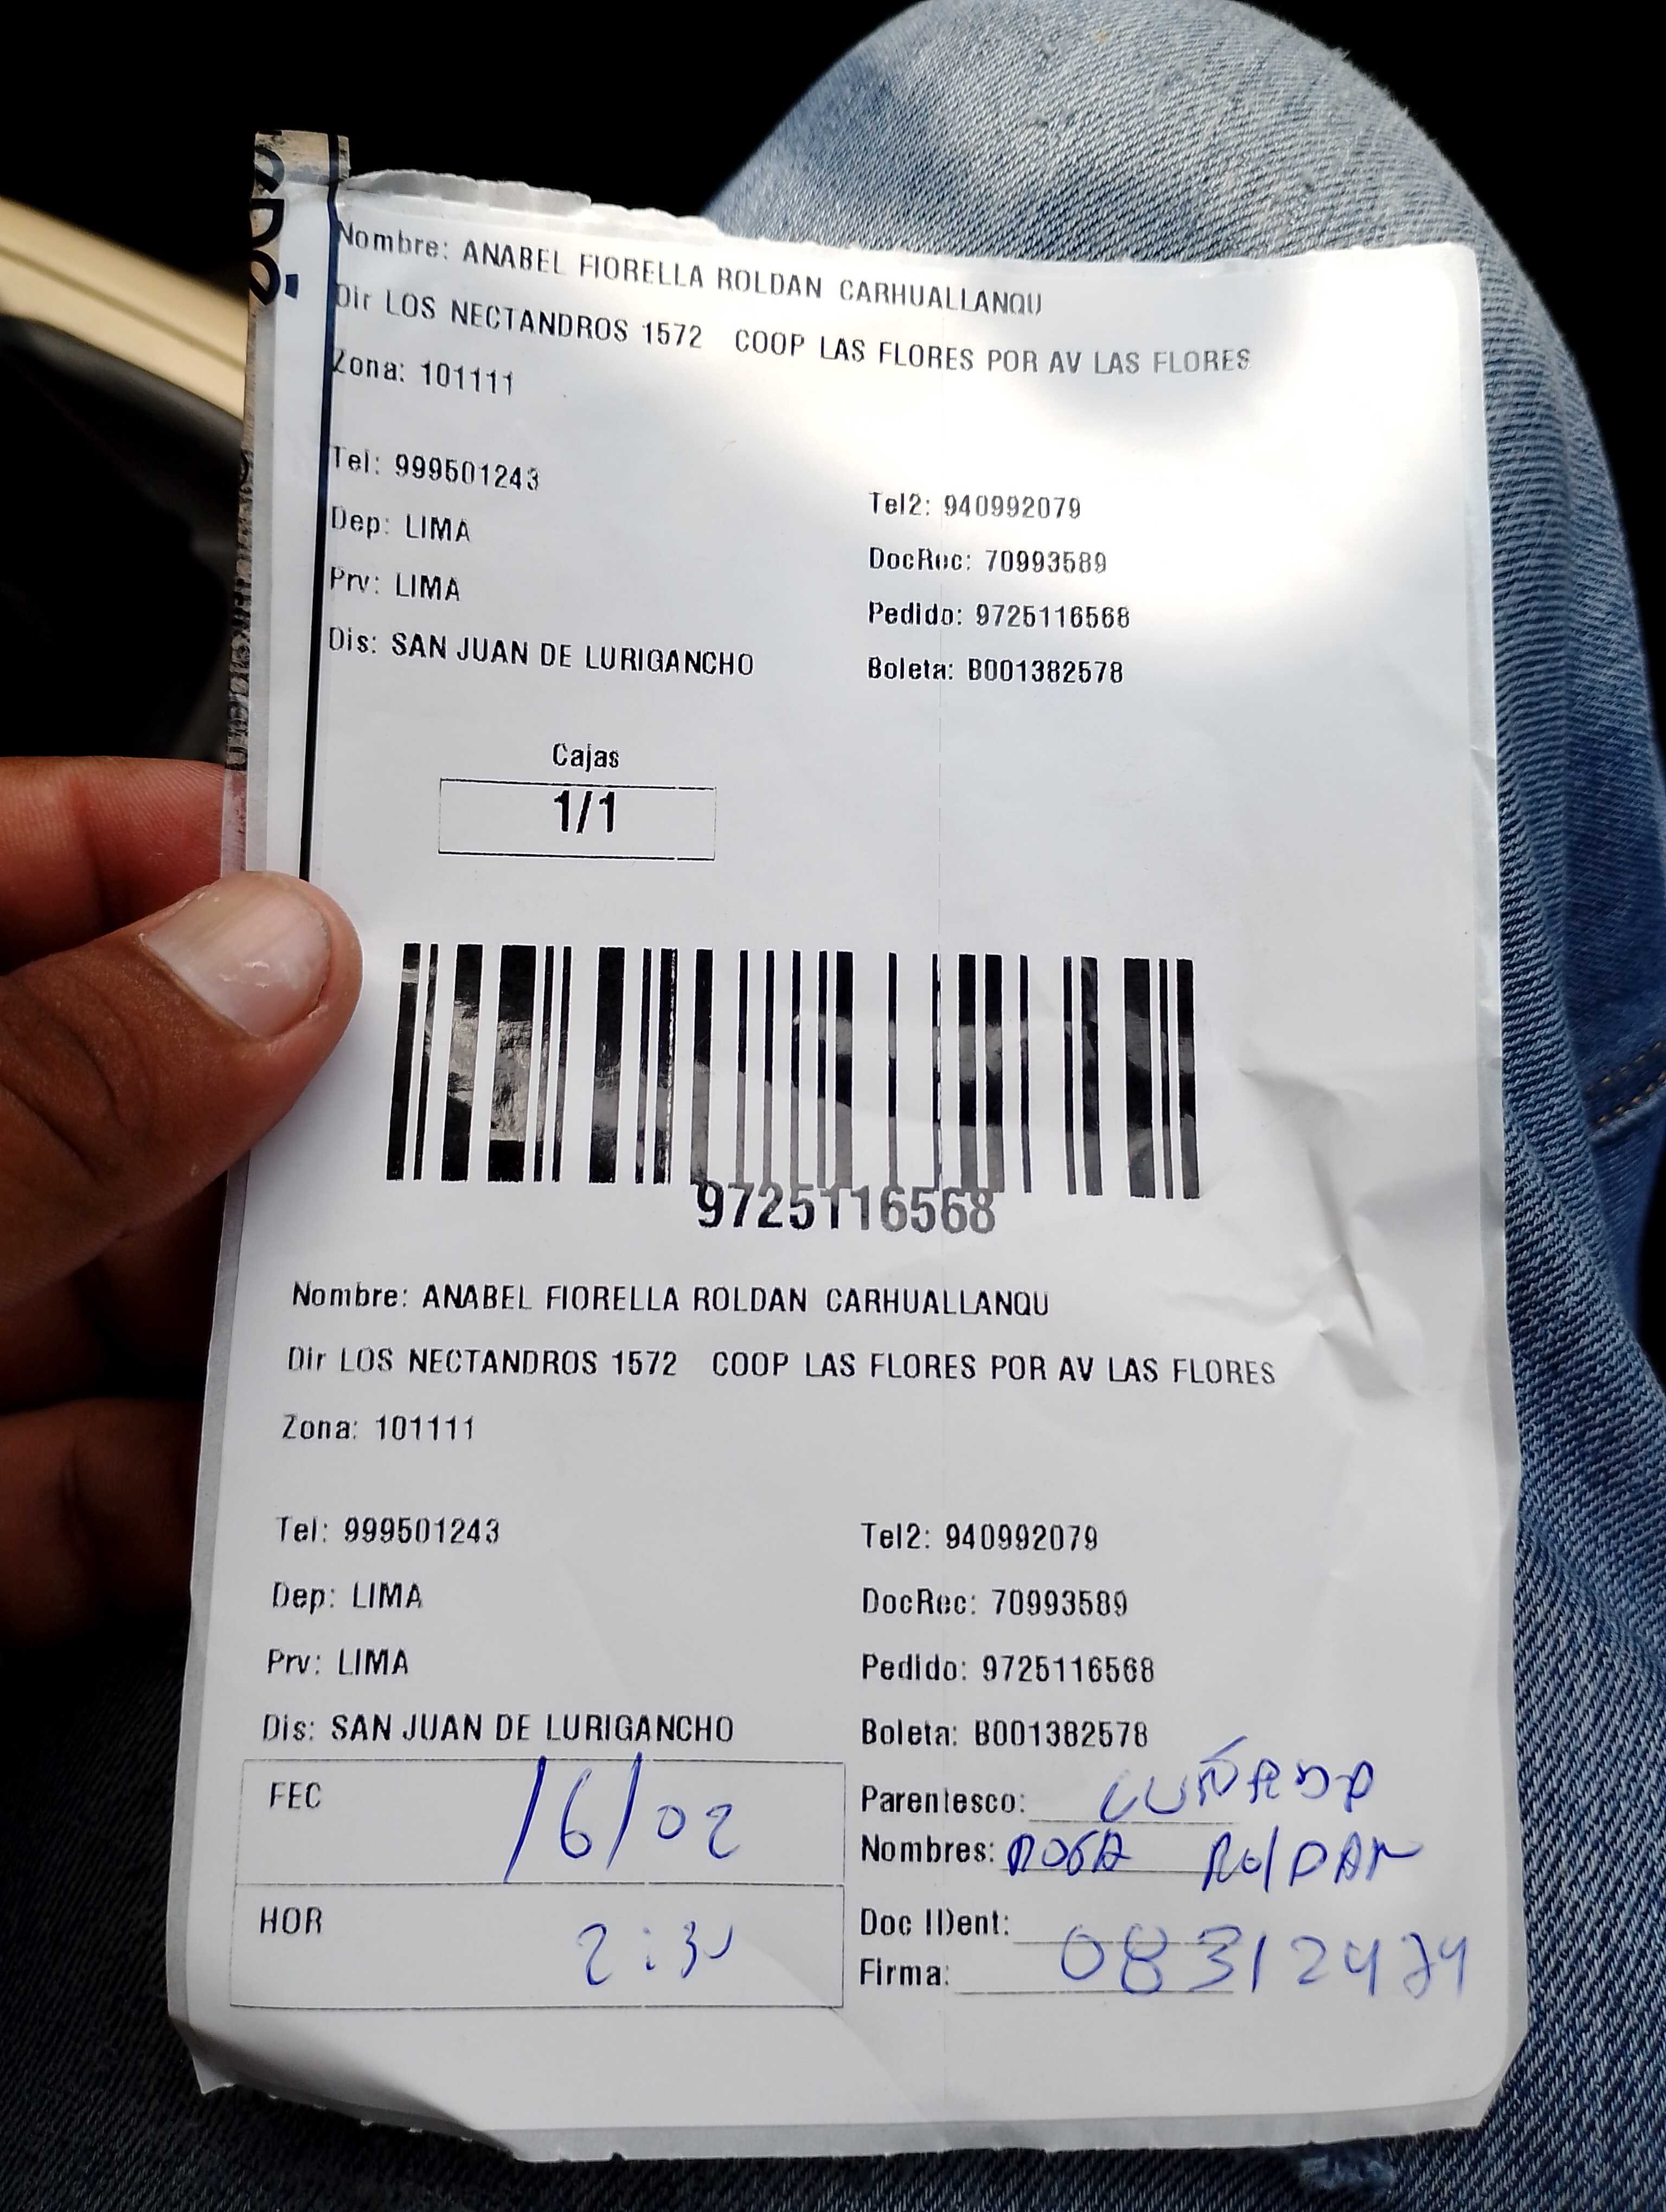 Nombre: ANABEL FIORELLA ROLDAN CARHUALLANQU
Dir LOS NECTANDROS 1572 COOP LAS FLORES POR AV LAS FLORES
Zona: 101111
Tel: 999501243 Tel2: 940992079
Dep: LIMA DocRec: 70993589
Prv: LIMA Pedido: 9725116568
Dis: SAN JUAN DE LURIGANCHO Boleta: B001382578
Cajas
1/1
9725116568
Nombre: ANABEL FIORELLA ROLDAN CARHUALLANQU
Dir LOS NECTANDROS 1572 COOP LAS FLORES POR AV LAS FLORES
Zona: 101111
Tel: 999501243 Tel2: 940992079
Dep: LIMA DocRec: 70993589
Prv: LIMA Pedido: 9725116568
Dis: SAN JUAN DE LURIGANCHO Boleta: B001382578
FEC 16/02 Parentesco: CUÑADA
Nombres: ROSA ROLDAN
HOR 2:30 Doc IDent:
Firma: